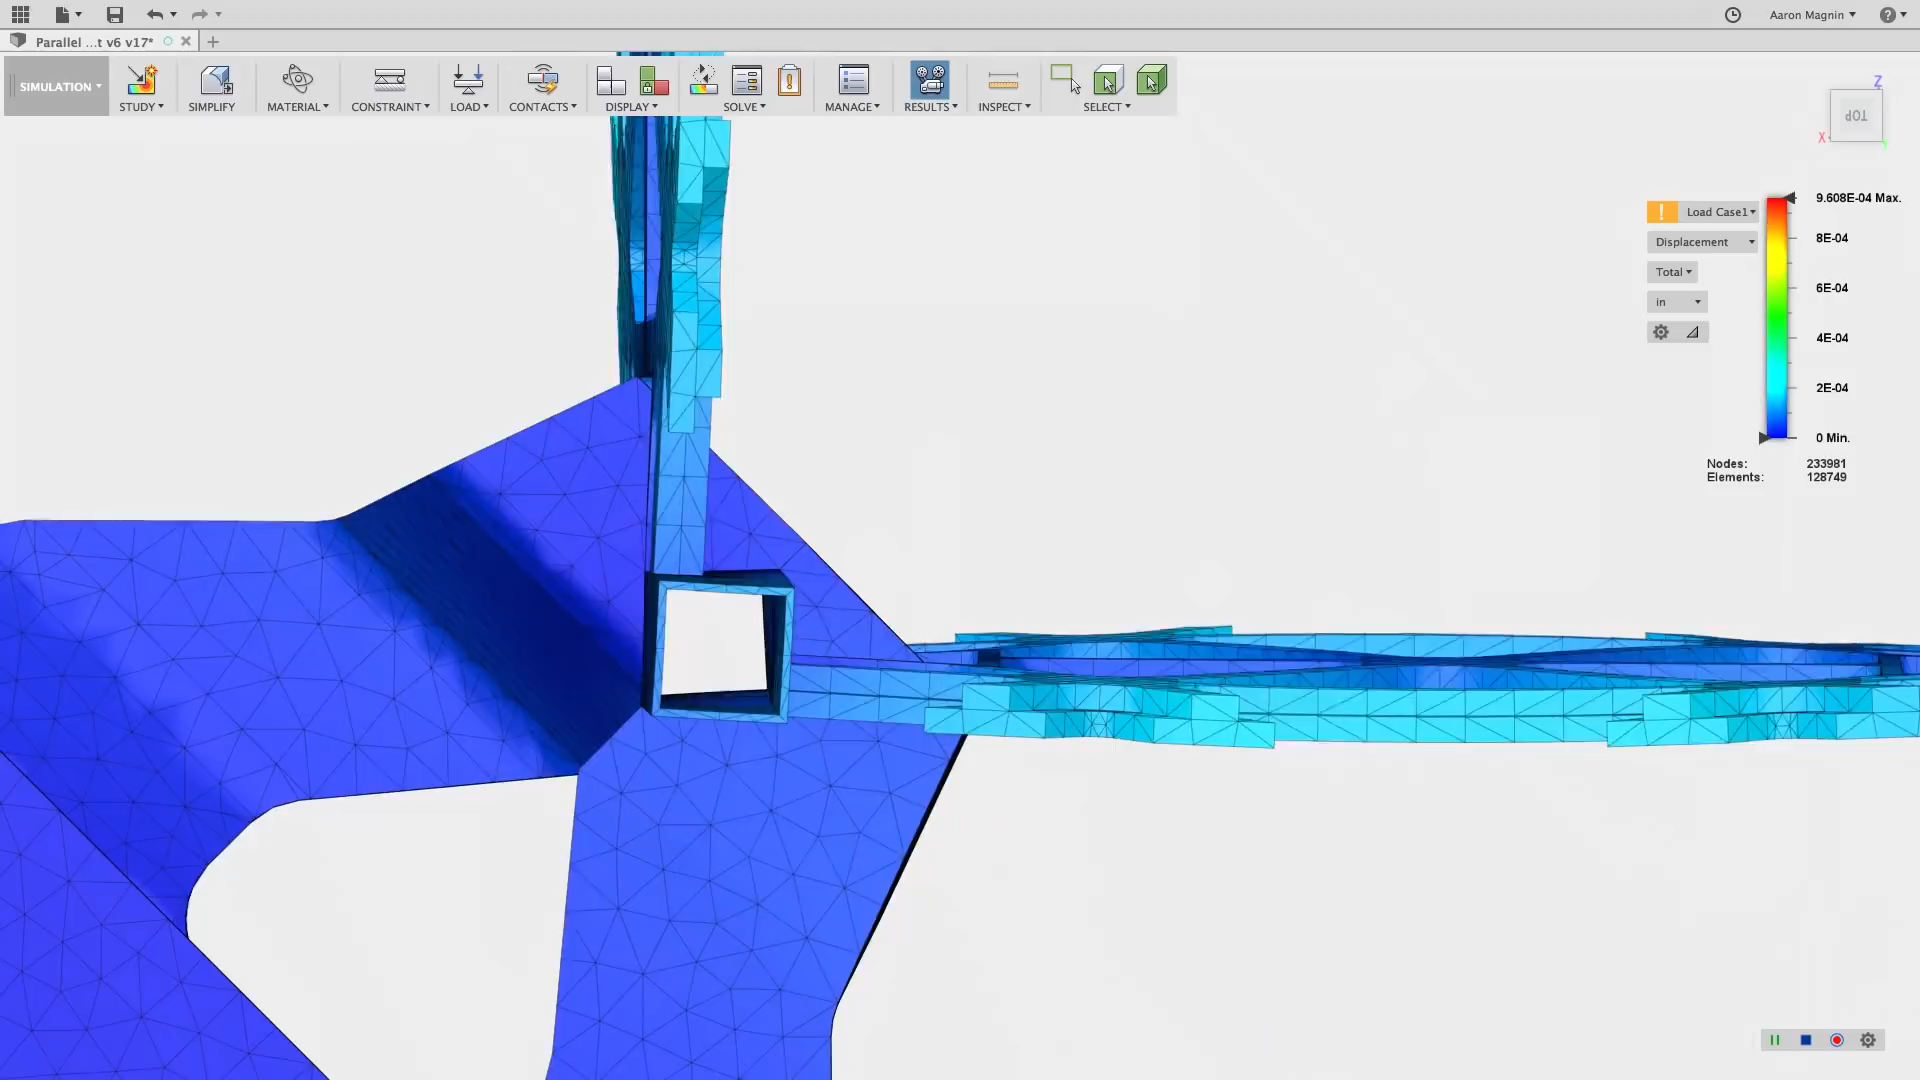 Aaron Magnin
?
Parallel ...t v6 v17*
SIMULATION
STUDY
SIMPLIFY
MATERIAL
CONSTRAINT
LOAD
CONTACTS
DISPLAY
SOLVE
MANAGE
RESULTS
INSPECT
SELECT
Z
TOP
X
Load Case1
Displacement
Total
in
9.608E-04 Max.
8E-04
6E-04
4E-04
2E-04
0 Min.
Nodes: 233981
Elements: 128749